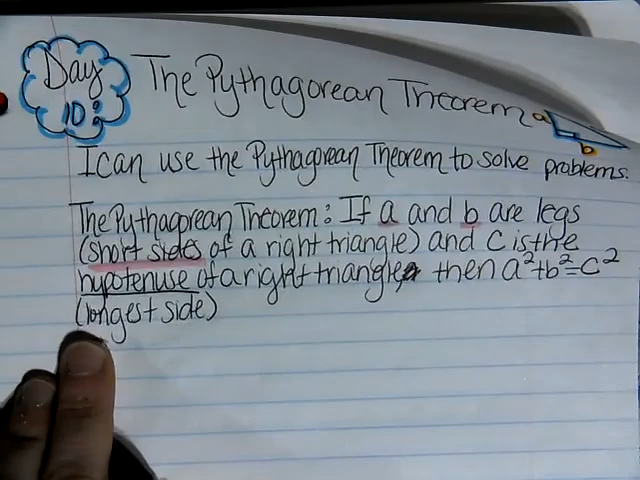 Day The Pythagorean Theorem a
10: b
I can use the Pythagorean Theorem to solve problems.
The Pythagorean Theorem: If a and b are legs
(short sides of a right triangle) and c is the
hypotenuse of a right triangle, then a²+b²=c²
(longest side)